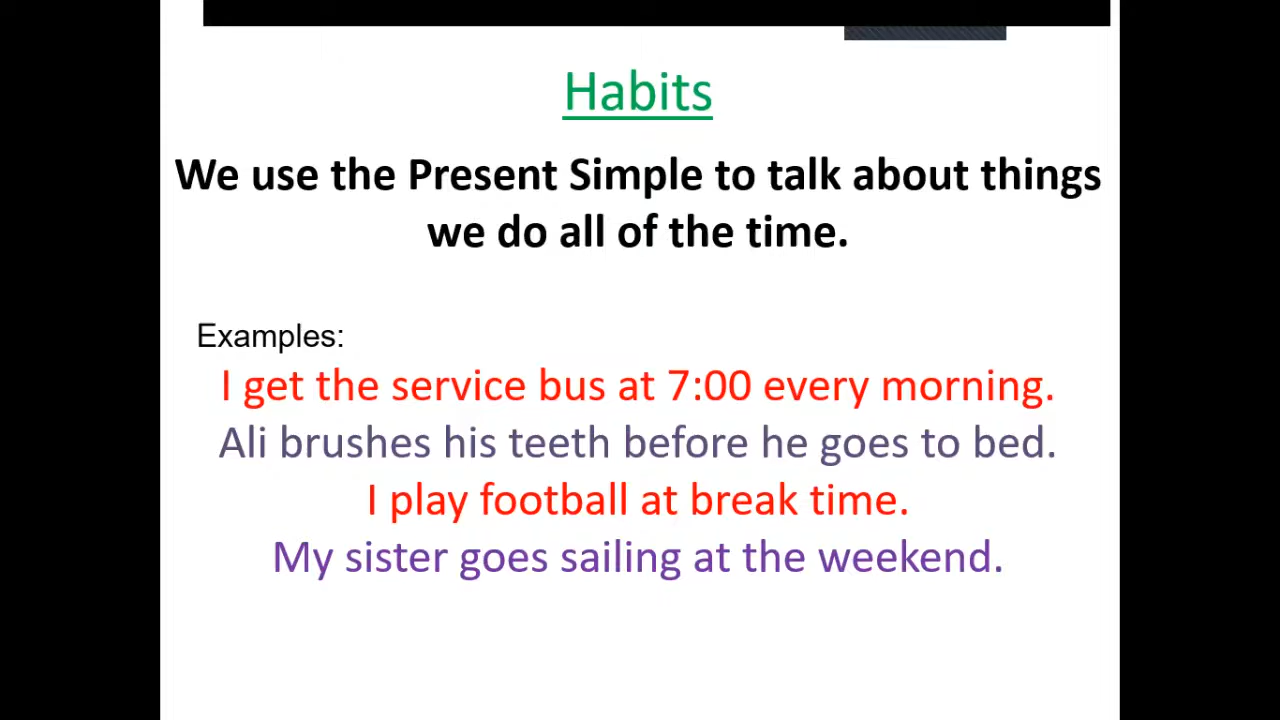 Habits
We use the Present Simple to talk about things
we do all of the time.
Examples:
I get the service bus at 7:00 every morning.
Ali brushes his teeth before he goes to bed.
I play football at break time.
My sister goes sailing at the weekend.